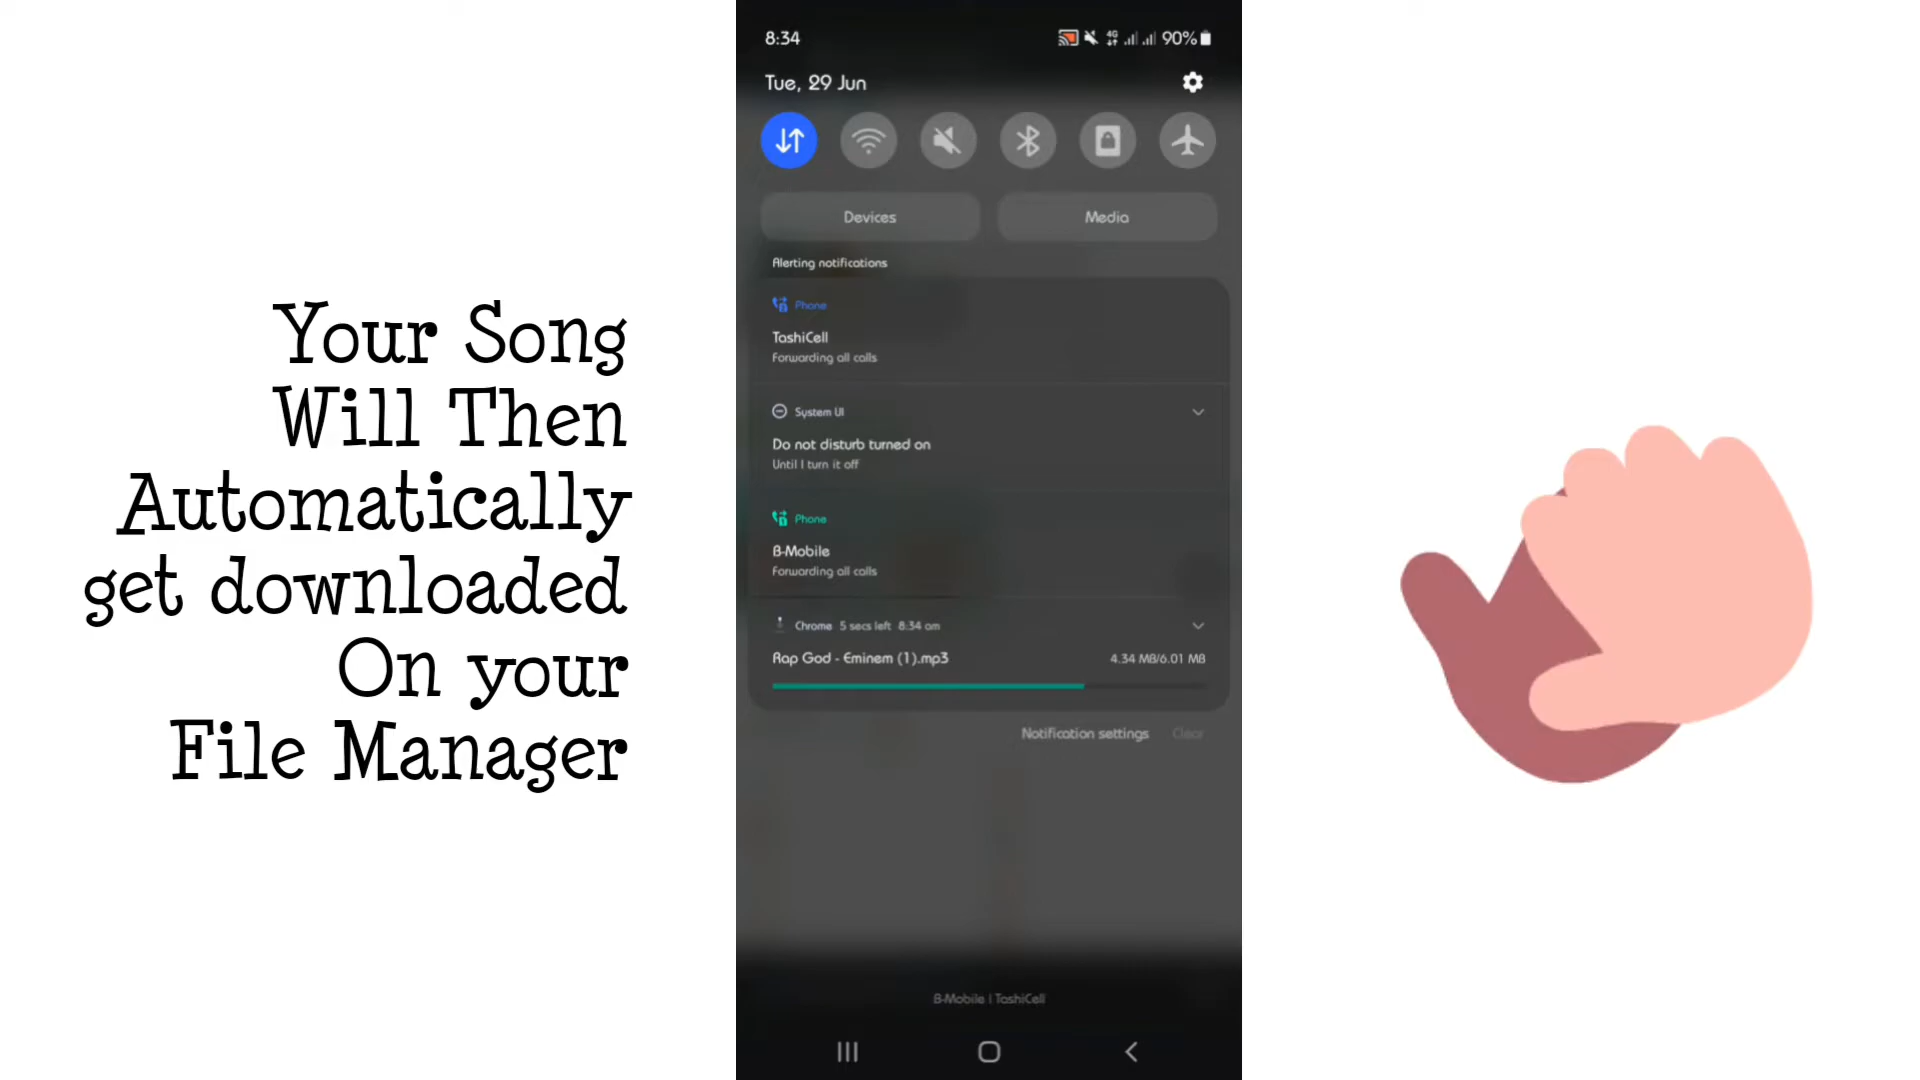 Your Song
Will Then
Automatically
get downloaded
On your
File Manager
8:34
4G
90%
Tue, 29 Jun
Devices
Media
Alerting notifications
Phone
TashiCell
Forwarding all calls
System UI
Do not disturb turned on
Until I turn it off
Phone
B-Mobile
Forwarding all calls
Chrome 5 secs left 8:34 am
Rap God - Eminem (1).mp3 4.34 MB/6.01 MB
Notification settings Clear
B-Mobile | TashiCell